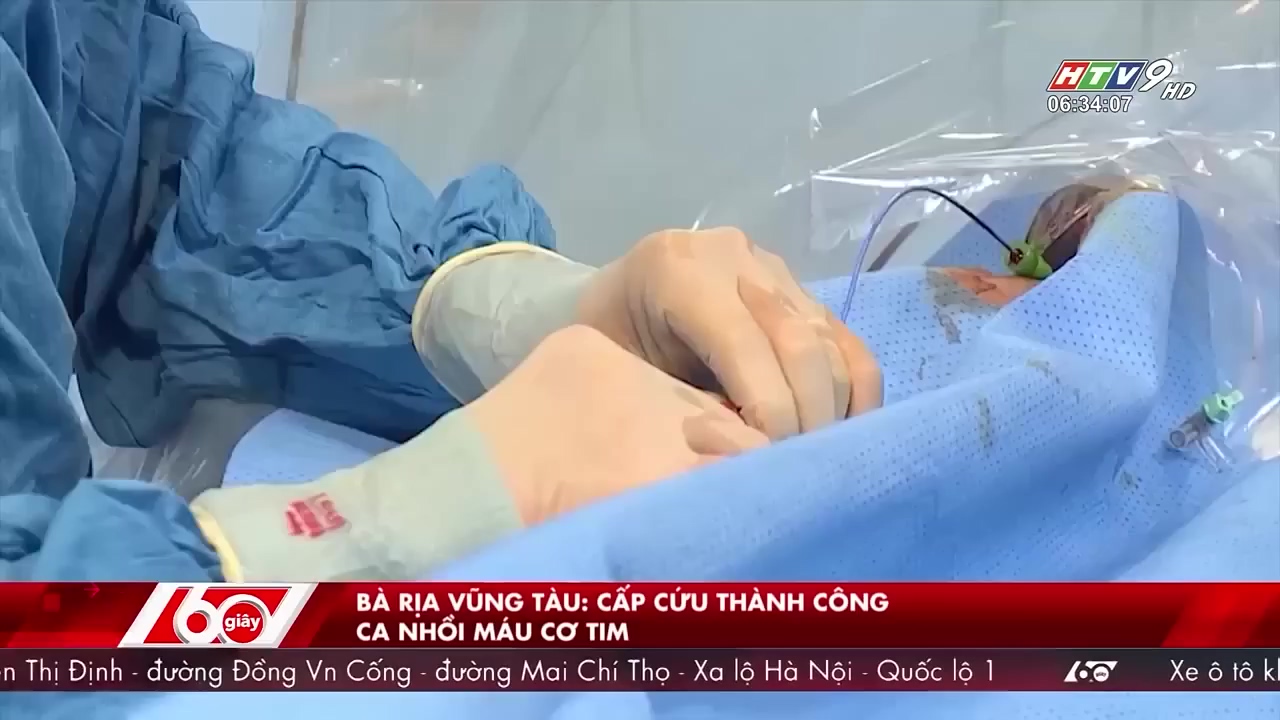 HTV9 HD
06:34:07
60 giây
BÀ RỊA VŨNG TÀU: CẤP CỨU THÀNH CÔNG
CA NHỒI MÁU CƠ TIM
Thị Định - đường Đồng Vn Cống - đường Mai Chí Thọ - Xa lộ Hà Nội - Quốc lộ 1
60 giây
Xe ô tô